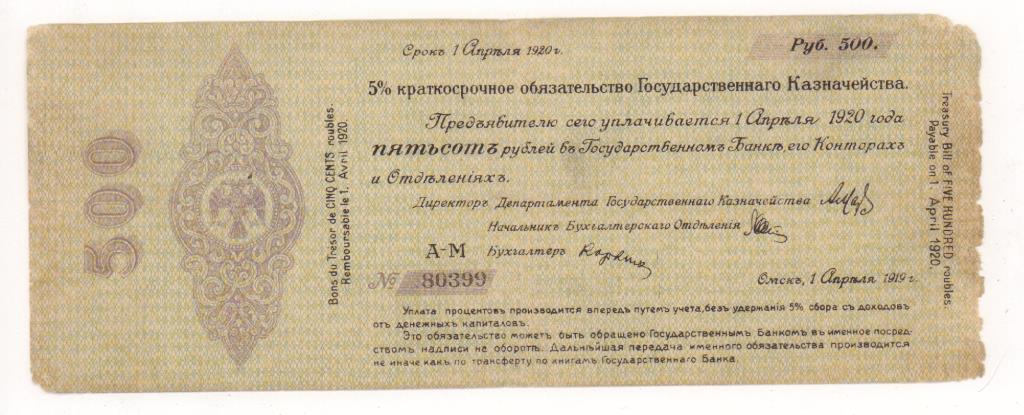 Срокъ 1 Апрѣля 1920 г.
Руб. 500.
5% краткосрочное обязательство Государственнаго Казначейства.
Предъявителю сего уплачивается 1 Апрѣля 1920 года
ПЯТЬСОТЪ рублей въ Государственномъ Банкѣ, его Конторахъ
и Отдѣленіяхъ.
Директоръ Департамента Государственнаго Казначейства
Начальникъ Бухгалтерскаго Отдѣленія
А-М Бухгалтеръ
№ 80399
Омскъ, 1 Апрѣля 1919 г.
Уплата процентовъ производится впередъ путемъ учета, безъ удержанія 5% сбора съ доходовъ
отъ денежныхъ капиталовъ.
Это обязательство можетъ быть обращено Государственнымъ Банкомъ въ именное посред-
ствомъ надписи на оборотѣ. Дальнѣйшая передача именного обязательства производится
не иначе какъ по трансферту по книгамъ Государственнаго Банка.
500
Bons du Tresor de CINQ CENTS roubles.
Remboursable le 1. Avril 1920.
Treasury Bill of FIVE HUNDRED roubles.
Payable on 1 April 1920.